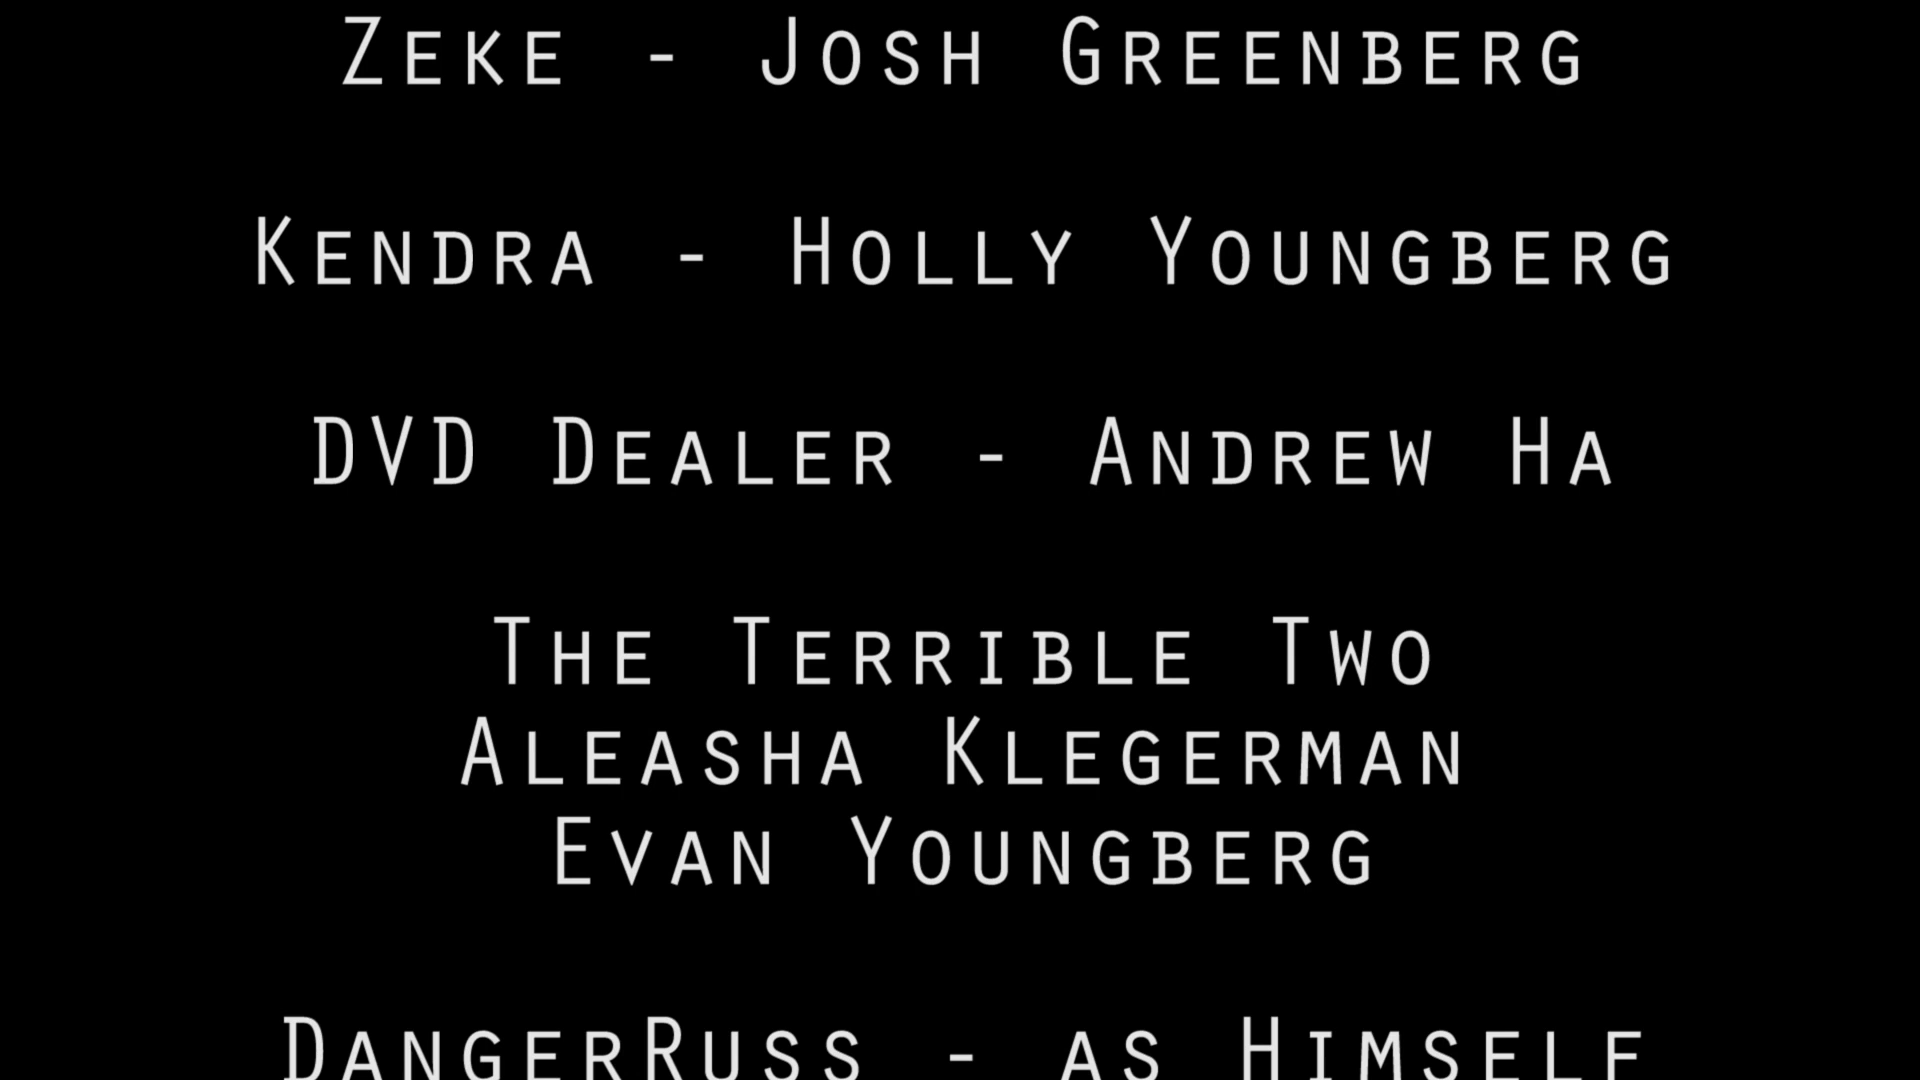 Zeke - Josh Greenberg
Kendra - Holly Youngberg
DVD Dealer - Andrew Ha
The Terrible Two
Aleasha Klegerman
Evan Youngberg
DangerRuss - as Himself